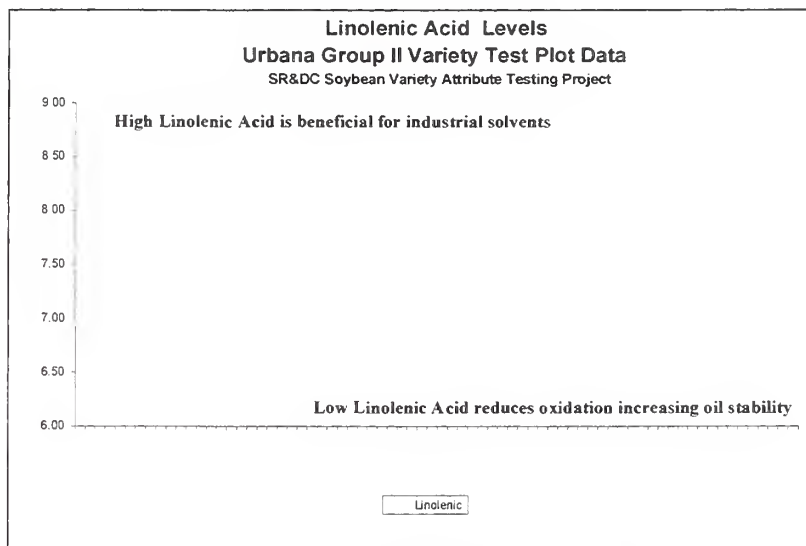 Linolenic Acid Levels
Urbana Group II Variety Test Plot Data
SR&DC Soybean Variety Attribute Testing Project
9.00
High Linolenic Acid is beneficial for industrial solvents
8.50
8.00
7.50
7.00
6.50
Low Linolenic Acid reduces oxidation increasing oil stability
6.00
Linolenic